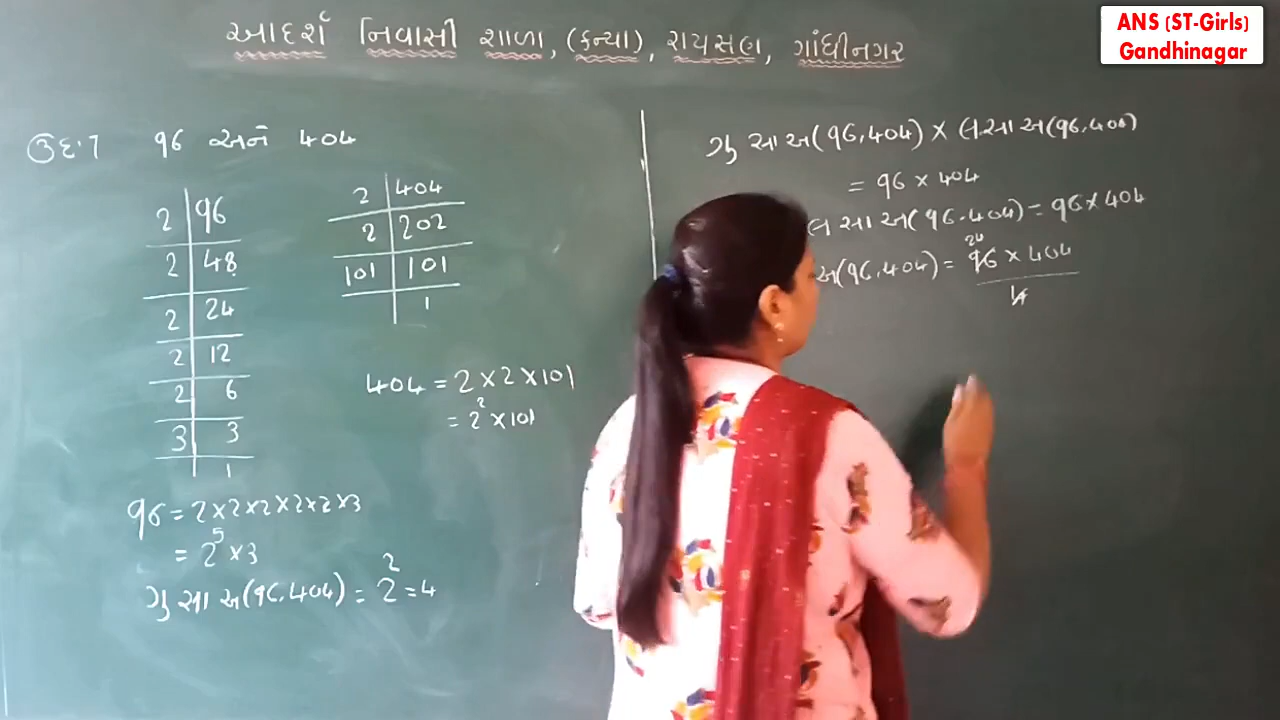 આદર્શ નિવાસી શાળા, (કન્યા), રાયસણ, ગાંધીનગર
ANS (ST-Girls)
Gandhinagar
ઉદા.7 96 અને 404
2 96
2 48
2 24
2 12
2 6
3 3
1
2 404
2 202
101 101
1
404 = 2 × 2 × 101
= 2² × 101
96 = 2 × 2 × 2 × 2 × 2 × 3
= 2⁵ × 3
ગુ સા અ (96, 404) = 2² = 4
ગુ સા અ (96, 404) × લ સા અ (96, 404)
= 96 × 404
લ સા અ (96, 404) = 96 × 404
અ (96, 404) = 96 × 404
24
4
1